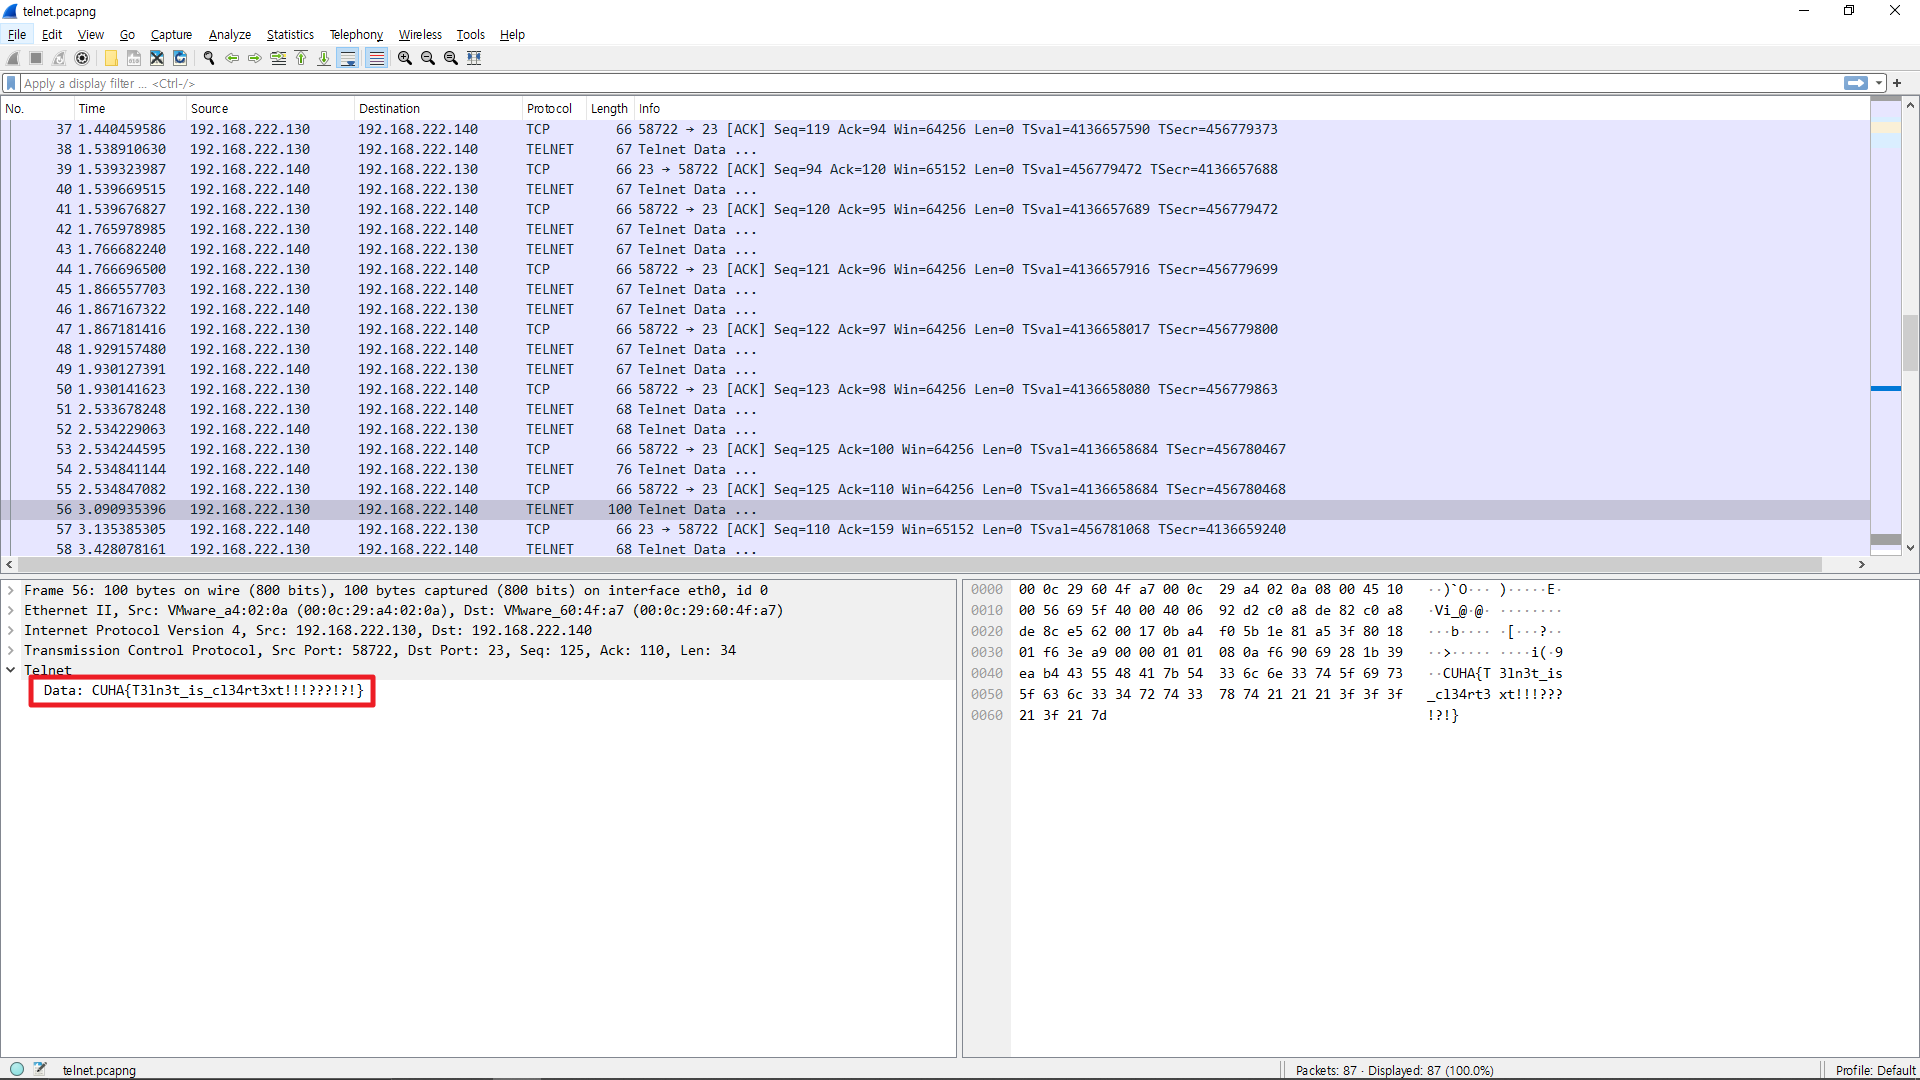 telnet.pcapng
File Edit View Go Capture Analyze Statistics Telephony Wireless Tools Help
Apply a display filter ... <Ctrl-/>
No. Time Source Destination Protocol Length Info
37 1.440459586 192.168.222.130 192.168.222.140 TCP 66 58722 → 23 [ACK] Seq=119 Ack=94 Win=64256 Len=0 TSval=4136657590 TSecr=456779373
38 1.538910630 192.168.222.130 192.168.222.140 TELNET 67 Telnet Data ...
39 1.539323987 192.168.222.140 192.168.222.130 TCP 66 23 → 58722 [ACK] Seq=94 Ack=120 Win=65152 Len=0 TSval=456779472 TSecr=4136657688
40 1.539669515 192.168.222.140 192.168.222.130 TELNET 67 Telnet Data ...
41 1.539676827 192.168.222.130 192.168.222.140 TCP 66 58722 → 23 [ACK] Seq=120 Ack=95 Win=64256 Len=0 TSval=4136657689 TSecr=456779472
42 1.765978985 192.168.222.130 192.168.222.140 TELNET 67 Telnet Data ...
43 1.766682240 192.168.222.140 192.168.222.130 TELNET 67 Telnet Data ...
44 1.766696500 192.168.222.130 192.168.222.140 TCP 66 58722 → 23 [ACK] Seq=121 Ack=96 Win=64256 Len=0 TSval=4136657916 TSecr=456779699
45 1.866557703 192.168.222.130 192.168.222.140 TELNET 67 Telnet Data ...
46 1.867167322 192.168.222.140 192.168.222.130 TELNET 67 Telnet Data ...
47 1.867181416 192.168.222.130 192.168.222.140 TCP 66 58722 → 23 [ACK] Seq=122 Ack=97 Win=64256 Len=0 TSval=4136658017 TSecr=456779800
48 1.929157480 192.168.222.130 192.168.222.140 TELNET 67 Telnet Data ...
49 1.930127391 192.168.222.140 192.168.222.130 TELNET 67 Telnet Data ...
50 1.930141623 192.168.222.130 192.168.222.140 TCP 66 58722 → 23 [ACK] Seq=123 Ack=98 Win=64256 Len=0 TSval=4136658080 TSecr=456779863
51 2.533678248 192.168.222.130 192.168.222.140 TELNET 68 Telnet Data ...
52 2.534229063 192.168.222.140 192.168.222.130 TELNET 68 Telnet Data ...
53 2.534244595 192.168.222.130 192.168.222.140 TCP 66 58722 → 23 [ACK] Seq=125 Ack=100 Win=64256 Len=0 TSval=4136658684 TSecr=456780467
54 2.534841144 192.168.222.140 192.168.222.130 TELNET 76 Telnet Data ...
55 2.534847082 192.168.222.130 192.168.222.140 TCP 66 58722 → 23 [ACK] Seq=125 Ack=110 Win=64256 Len=0 TSval=4136658684 TSecr=456780468
56 3.090935396 192.168.222.130 192.168.222.140 TELNET 100 Telnet Data ...
57 3.135385305 192.168.222.140 192.168.222.130 TCP 66 23 → 58722 [ACK] Seq=110 Ack=159 Win=65152 Len=0 TSval=456781068 TSecr=4136659240
58 3.428078161 192.168.222.130 192.168.222.140 TELNET 68 Telnet Data ...
Frame 56: 100 bytes on wire (800 bits), 100 bytes captured (800 bits) on interface eth0, id 0
Ethernet II, Src: VMware_a4:02:0a (00:0c:29:a4:02:0a), Dst: VMware_60:4f:a7 (00:0c:29:60:4f:a7)
Internet Protocol Version 4, Src: 192.168.222.130, Dst: 192.168.222.140
Transmission Control Protocol, Src Port: 58722, Dst Port: 23, Seq: 125, Ack: 110, Len: 34
Telnet
Data: CUHA{T3ln3t_is_cl34rt3xt!!!???!?!}
0000 00 0c 29 60 4f a7 00 0c 29 a4 02 0a 08 00 45 10 ··)`O··· )·····E·
0010 00 56 69 5f 40 00 40 06 92 d2 c0 a8 de 82 c0 a8 ·Vi_@·@· ········
0020 de 8c e5 62 00 17 0b a4 f0 5b 1e 81 a5 3f 80 18 ···b···· ·[···?··
0030 01 f6 3e a9 00 00 01 01 08 0a f6 90 69 28 1b 39 ··>····· ····i(·9
0040 ea b4 43 55 48 41 7b 54 33 6c 6e 33 74 5f 69 73 ··CUHA{T 3ln3t_is
0050 5f 63 6c 33 34 72 74 33 78 74 21 21 21 3f 3f 3f _cl34rt3 xt!!!???
0060 21 3f 21 7d !?!}
telnet.pcapng Packets: 87 · Displayed: 87 (100.0%) Profile: Default